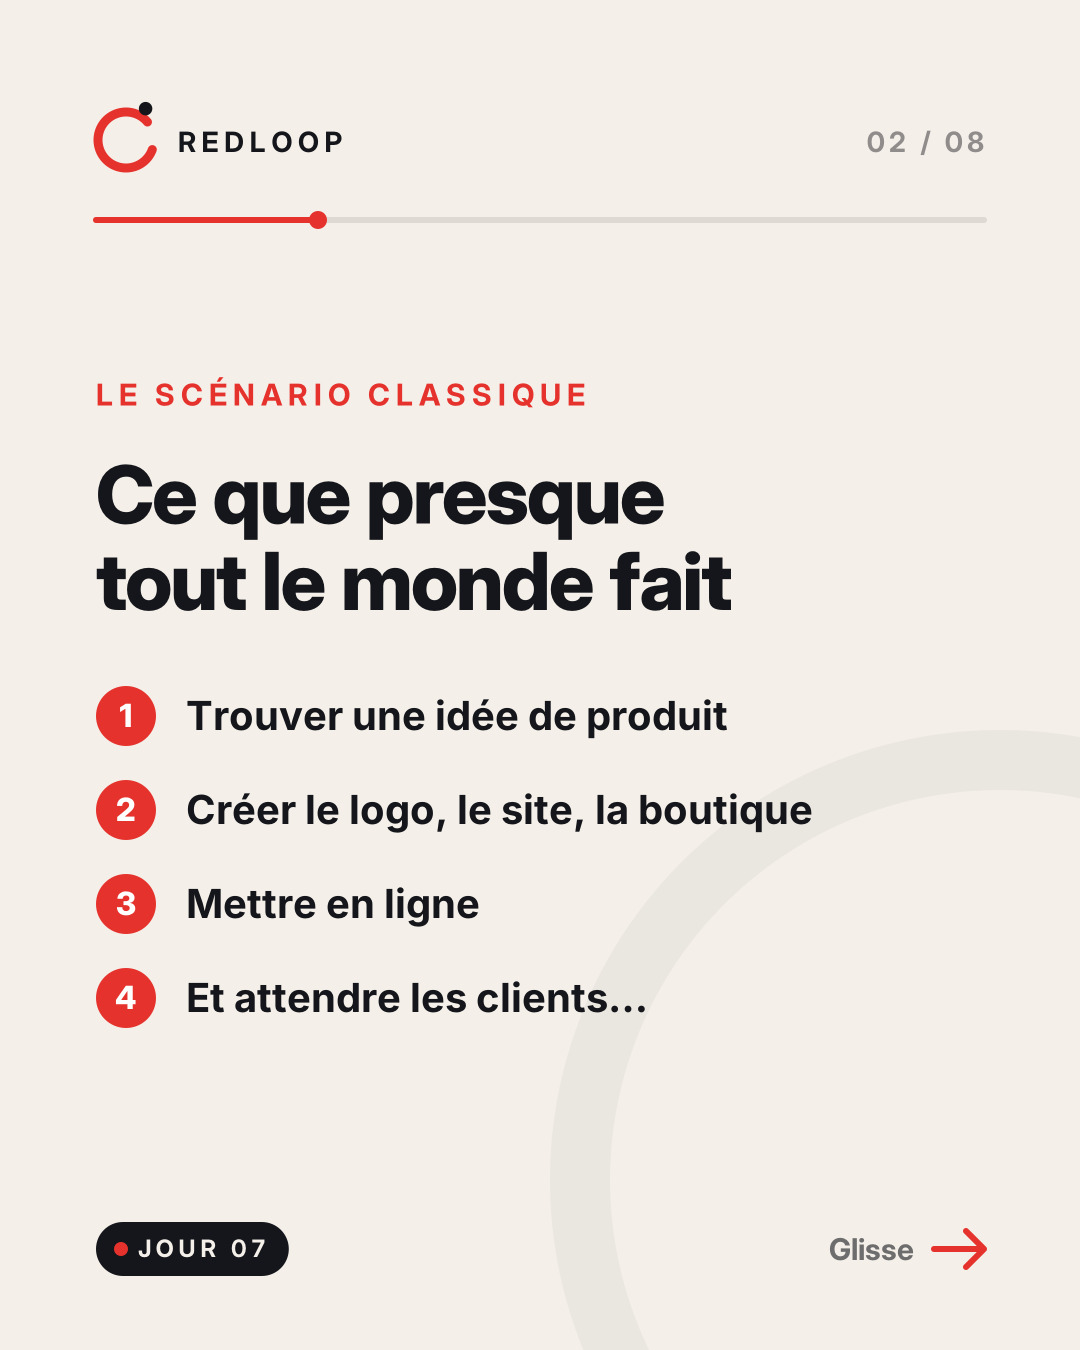 REDLOOP
02 / 08
LE SCÉNARIO CLASSIQUE
Ce que presque
tout le monde fait
1 Trouver une idée de produit
2 Créer le logo, le site, la boutique
3 Mettre en ligne
4 Et attendre les clients...
JOUR 07
Glisse